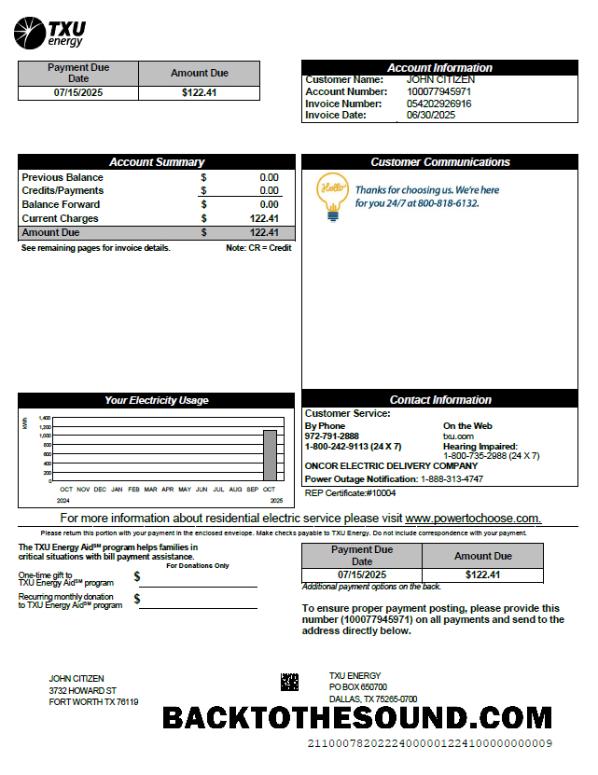 TXU
energy
Payment Due
Date
Amount Due
07/15/2025
$122.41
Account Information
Customer Name: JOHN CITIZEN
Account Number: 100077945971
Invoice Number: 054202926916
Invoice Date: 06/30/2025
Account Summary
Previous Balance $ 0.00
Credits/Payments $ 0.00
Balance Forward $ 0.00
Current Charges $ 122.41
Amount Due $ 122.41
See remaining pages for invoice details. Note: CR = Credit
Customer Communications
Hello
Thanks for choosing us. We're here
for you 24/7 at 800-818-6132.
Your Electricity Usage
kWh
1,400
1,200
1,000
800
600
400
200
0
OCT NOV DEC JAN FEB MAR APR MAY JUN JUL AUG SEP OCT
2024 2025
Contact Information
Customer Service:
By Phone
972-791-2888
1-800-242-9113 (24 X 7)
On the Web
txu.com
Hearing Impaired:
1-800-735-2988 (24 X 7)
ONCOR ELECTRIC DELIVERY COMPANY
Power Outage Notification: 1-888-313-4747
REP Certificate:#10004
For more information about residential electric service please visit www.powertochoose.com.
Please return this portion with your payment in the enclosed envelope. Make checks payable to TXU Energy. Do not include correspondence with your payment.
The TXU Energy Aid℠ program helps families in
critical situations with bill payment assistance.
For Donations Only
One-time gift to
TXU Energy Aid℠ program $
Recurring monthly donation
to TXU Energy Aid℠ program $
Payment Due
Date
Amount Due
07/15/2025
$122.41
Additional payment options on the back.
To ensure proper payment posting, please provide this
number (100077945971) on all payments and send to the
address directly below.
JOHN CITIZEN
3732 HOWARD ST
FORT WORTH TX 76119
TXU ENERGY
PO BOX 650700
DALLAS, TX 75265-0700
BACKTOTHESOUND.COM
2110007820222400000122410000000009